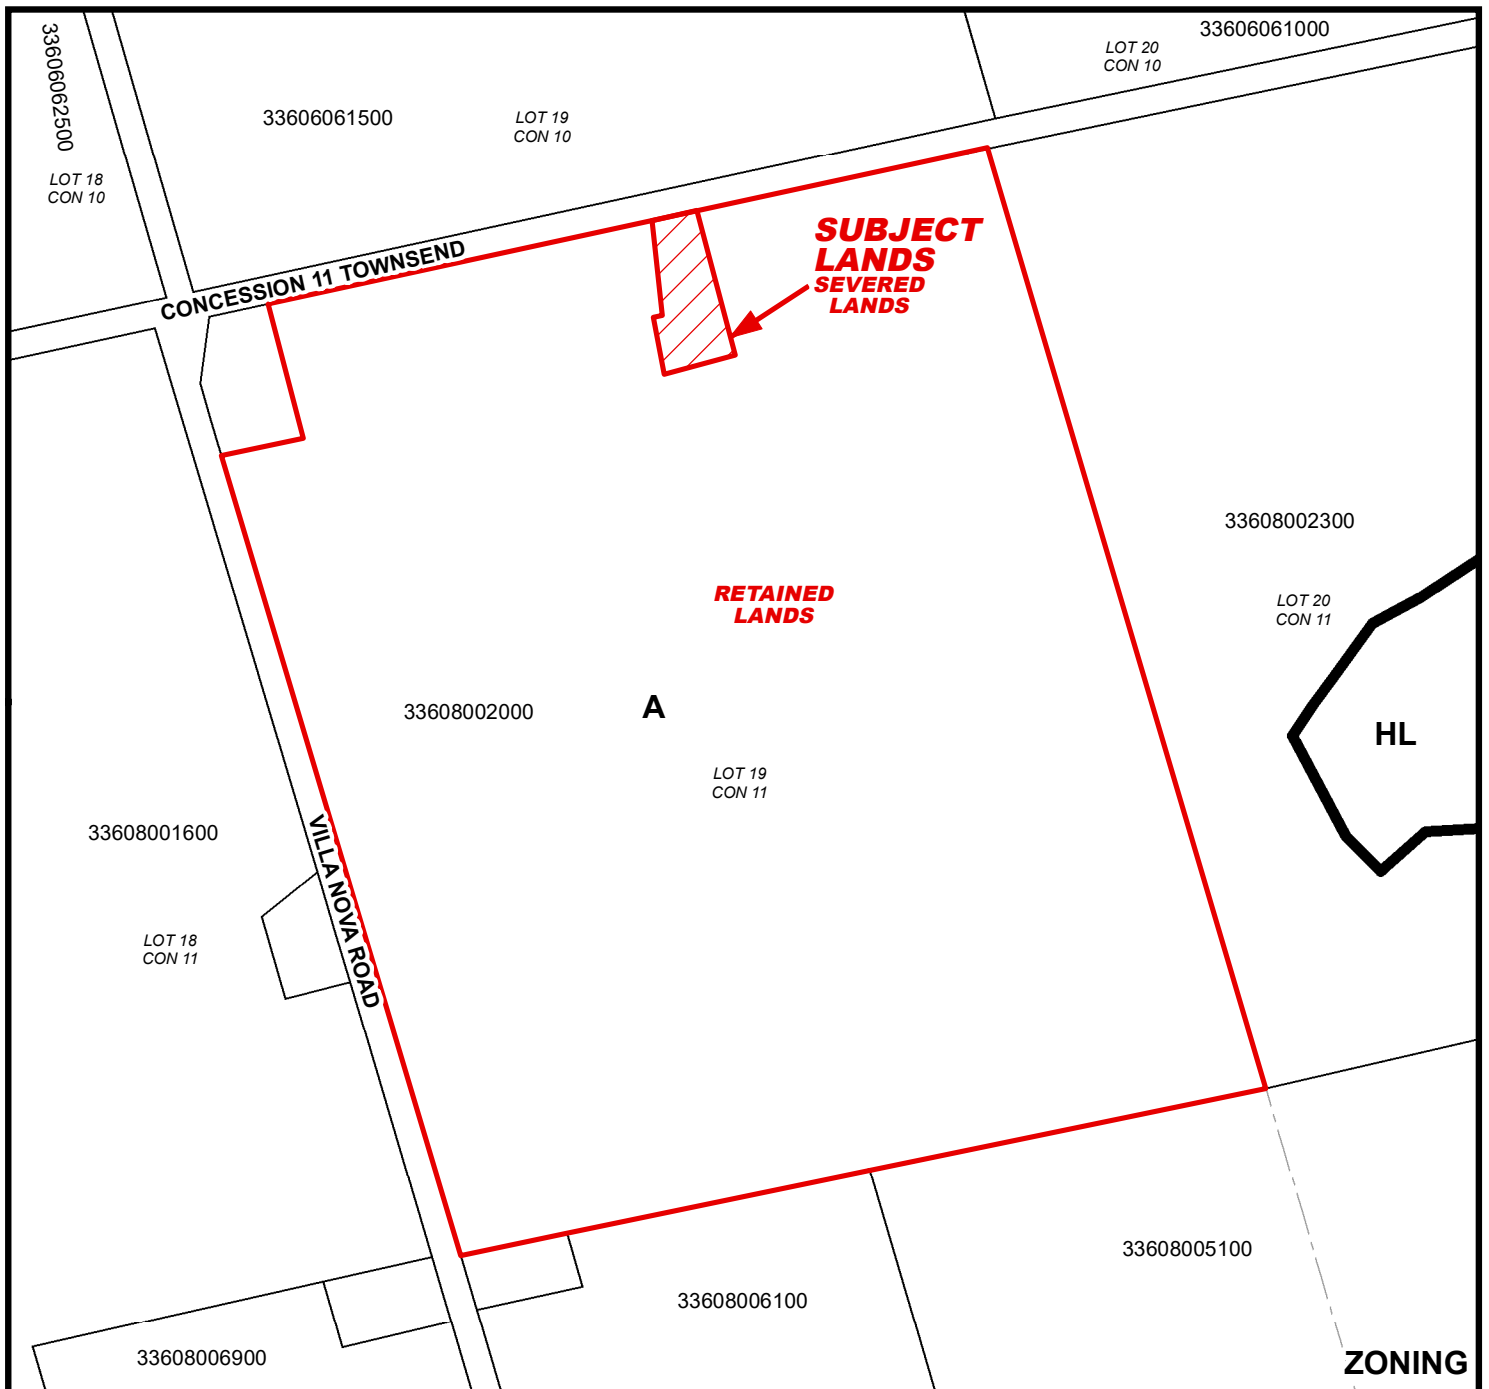 33606061000
LOT 20
CON 10
33606062500
33606061500
LOT 19
CON 10
LOT 18
CON 10
SUBJECT
LANDS
SEVERED
LANDS
CONCESSION 11 TOWNSEND
33608002300
RETAINED
LANDS
LOT 20
CON 11
33608002000
A
HL
LOT 19
CON 11
33608001600
VILLA NOVA ROAD
LOT 18
CON 11
33608005100
33608006100
33608006900
ZONING